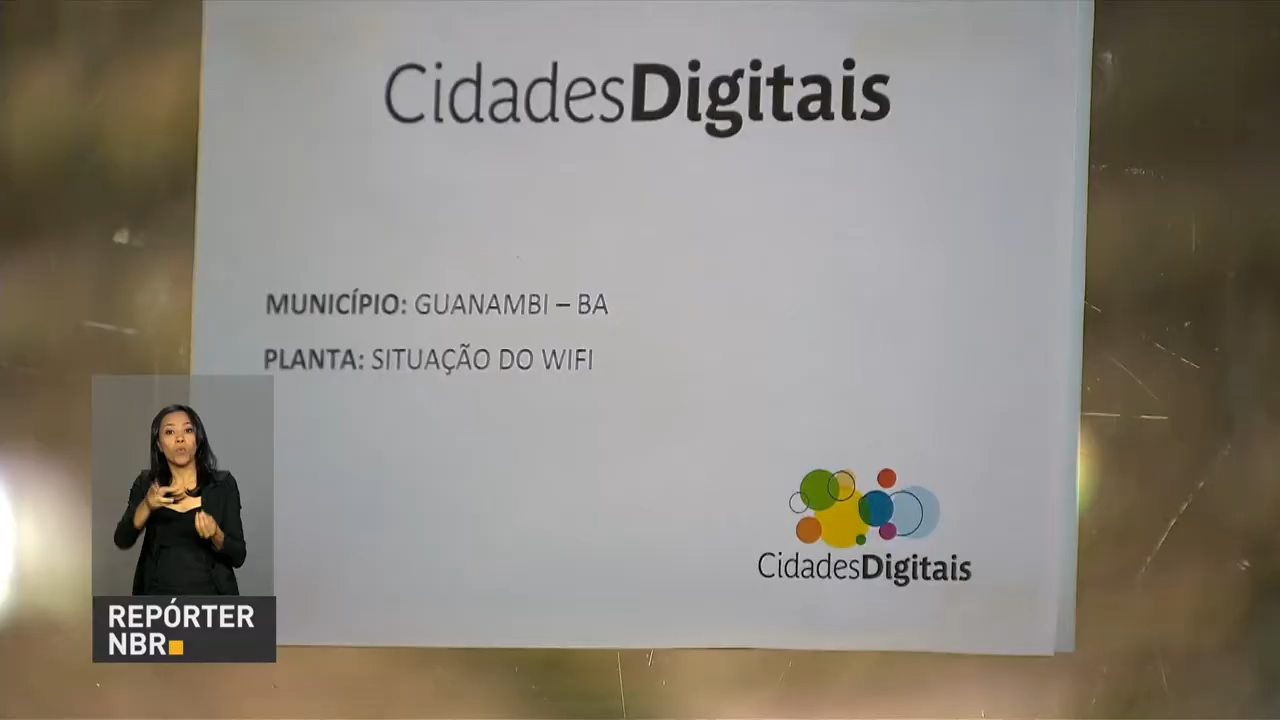 CidadesDigitais
MUNICÍPIO: GUANAMBI – BA
PLANTA: SITUAÇÃO DO WIFI
CidadesDigitais
REPÓRTER
NBR